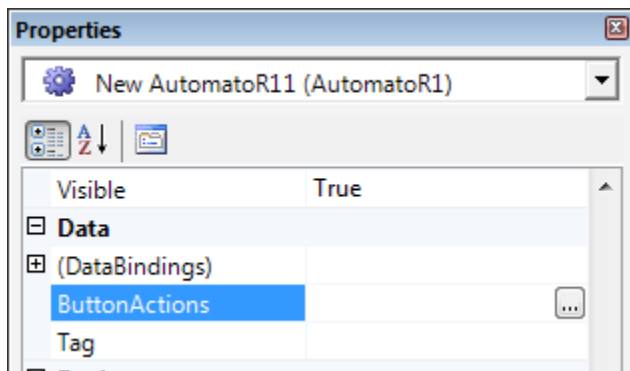 Properties
New AutomatoR11 (AutomatoR1)
A
Z
Visible True
Data
(DataBindings)
ButtonActions ...
Tag